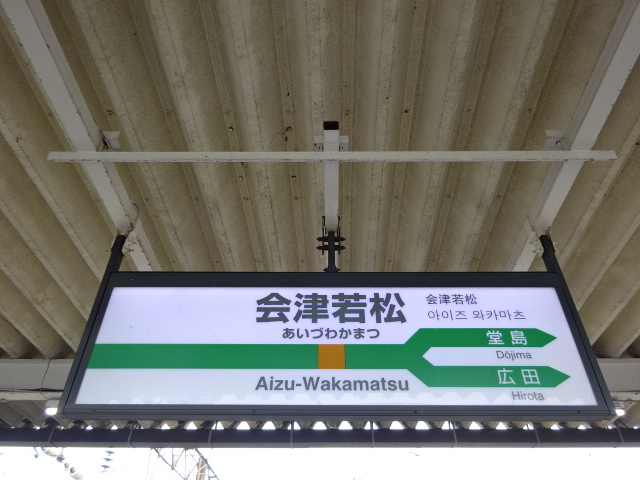 会津若松
あいづわかまつ
会津若松
아이즈 와카마츠
堂島
Dōjima
広田
Hirota
Aizu-Wakamatsu